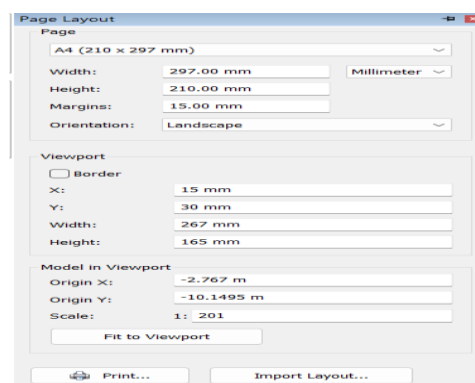 Page Layout
Page
A4 (210 x 297 mm)
Width: 297.00 mm Millimeter
Height: 210.00 mm
Margins: 15.00 mm
Orientation: Landscape
Viewport
Border
X: 15 mm
Y: 30 mm
Width: 267 mm
Height: 165 mm
Model in Viewport
Origin X: -2.767 m
Origin Y: -10.1495 m
Scale: 1: 201
Fit to Viewport
Print... Import Layout...